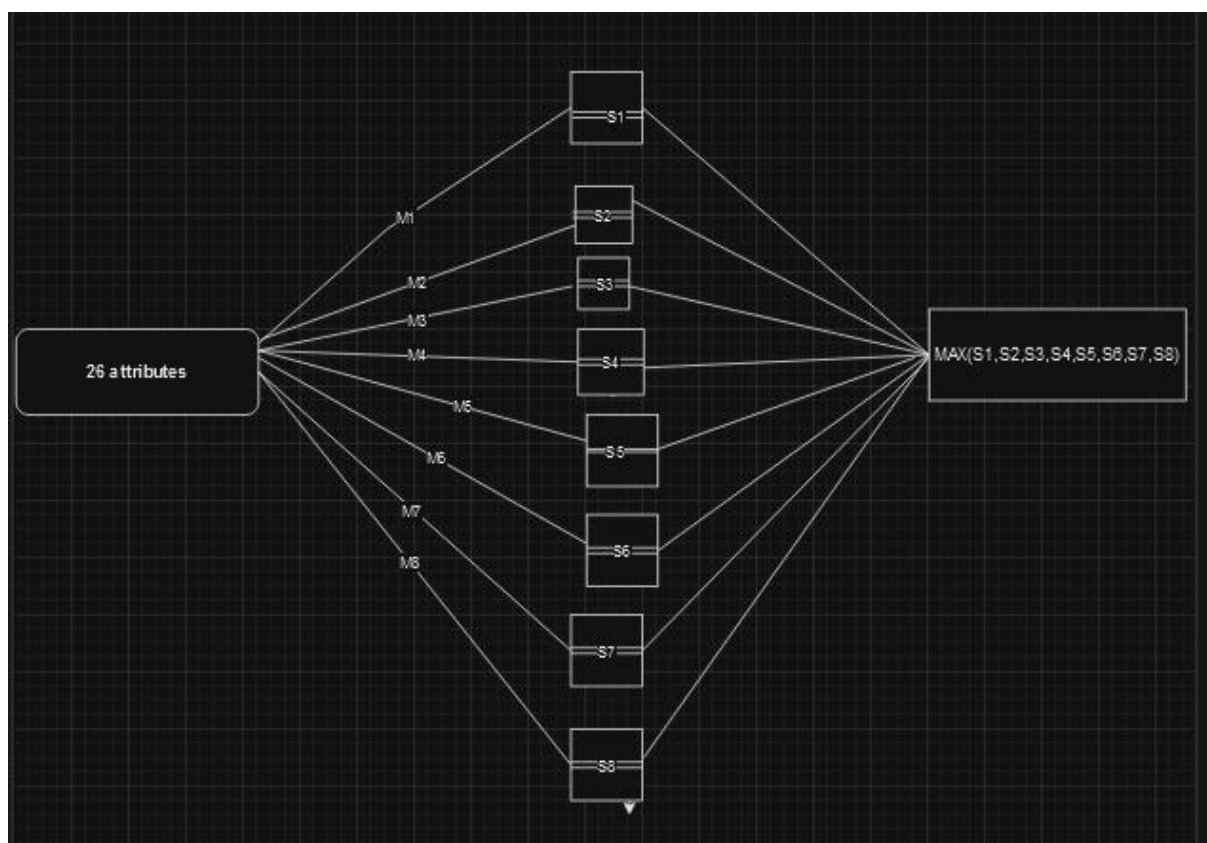 S1
M1
S2
M2
S3
M3
M4
S4
26 attributes
MAX(S1,S2,S3,S4,S5,S6,S7,S8)
M5
S5
M6
S6
M7
M8
S7
S8